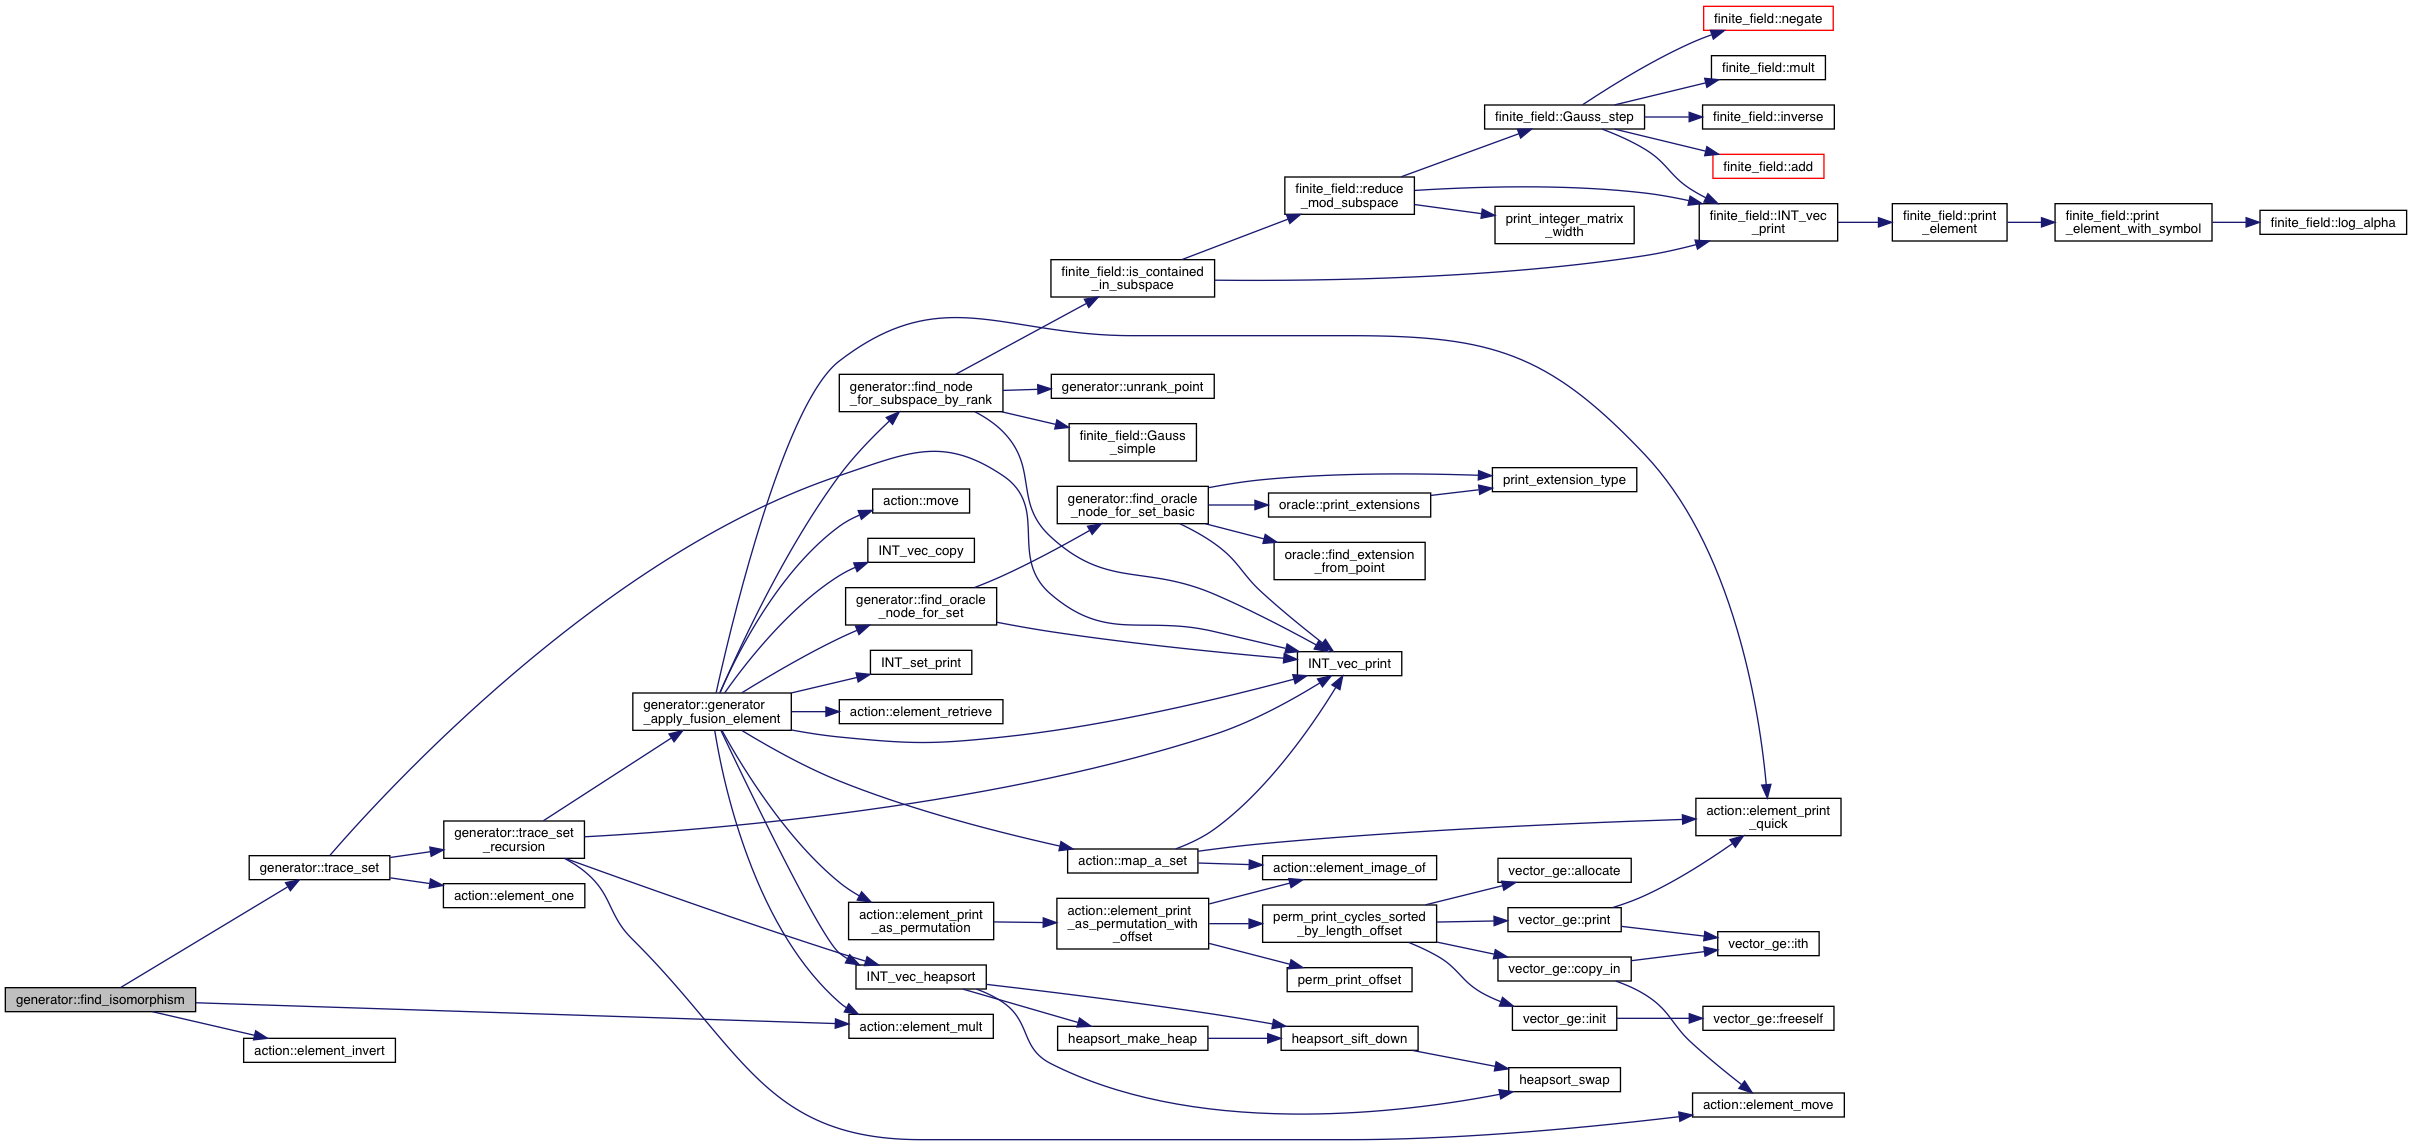 finite_field::negate
finite_field::mult
finite_field::Gauss_step
finite_field::inverse
finite_field::add
finite_field::reduce
_mod_subspace
finite_field::INT_vec
_print
finite_field::print
_element
finite_field::print
_element_with_symbol
finite_field::log_alpha
print_integer_matrix
_width
finite_field::is_contained
_in_subspace
generator::find_node
_for_subspace_by_rank
generator::unrank_point
finite_field::Gauss
_simple
action::move
generator::find_oracle
_node_for_set_basic
print_extension_type
oracle::print_extensions
INT_vec_copy
oracle::find_extension
_from_point
generator::find_oracle
_node_for_set
INT_set_print
INT_vec_print
generator::generator
_apply_fusion_element
action::element_retrieve
action::element_print
_quick
generator::trace_set
_recursion
generator::trace_set
action::element_one
action::map_a_set
action::element_image_of
vector_ge::allocate
action::element_print
_as_permutation
action::element_print
_as_permutation_with
_offset
perm_print_cycles_sorted
_by_length_offset
vector_ge::print
vector_ge::ith
vector_ge::copy_in
INT_vec_heapsort
perm_print_offset
generator::find_isomorphism
vector_ge::init
vector_ge::freeself
action::element_mult
action::element_invert
heapsort_make_heap
heapsort_sift_down
heapsort_swap
action::element_move